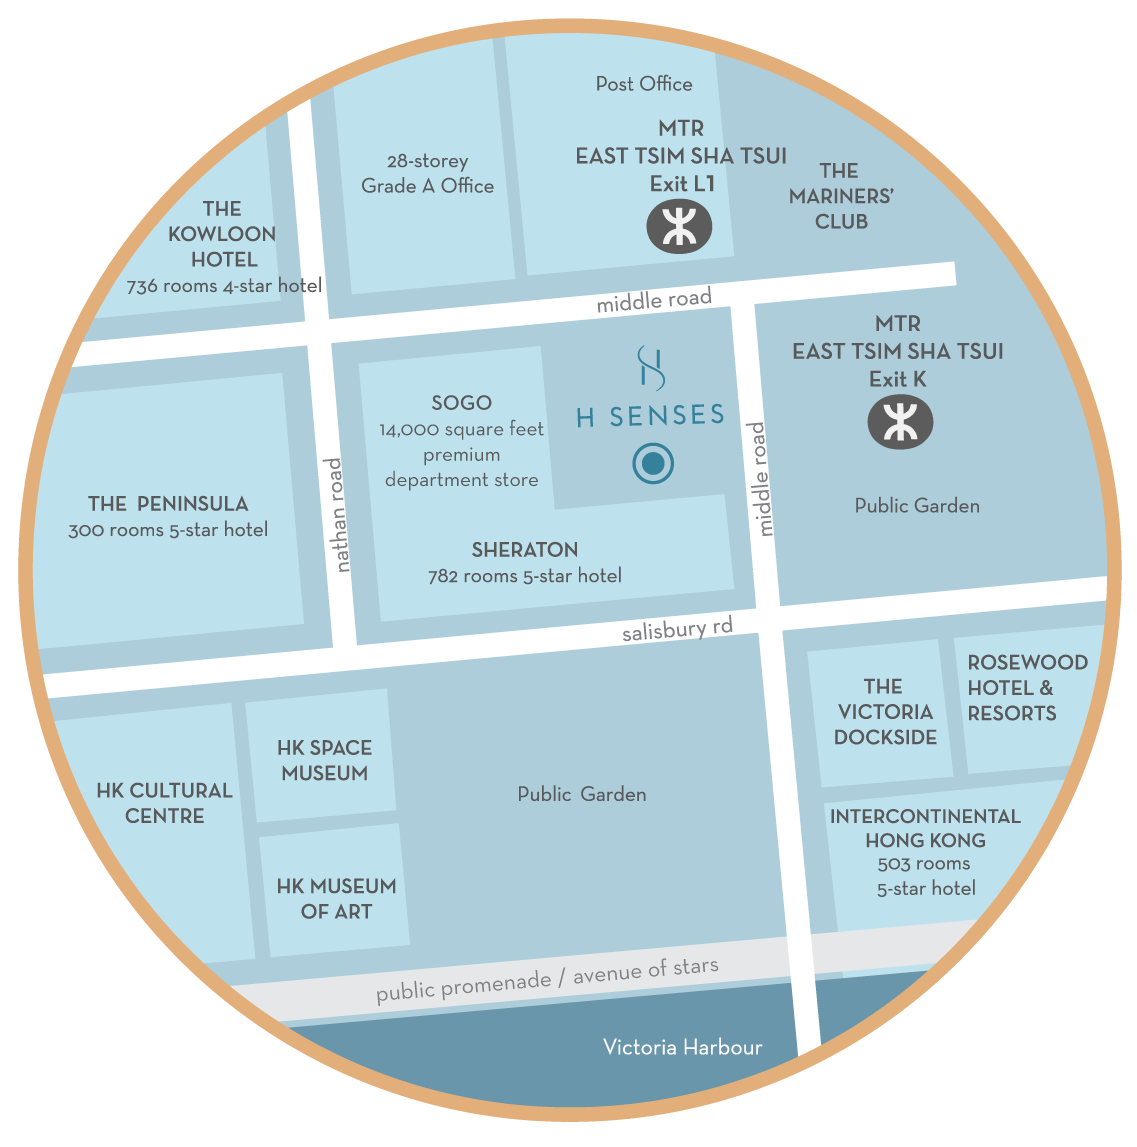 Post Office
MTR
EAST TSIM SHA TSUI
Exit L1
28-storey
Grade A Office
THE
MARINERS'
CLUB
THE
KOWLOON
HOTEL
736 rooms 4-star hotel
middle road
MTR
EAST TSIM SHA TSUI
Exit K
H SENSES
SOGO
14,000 square feet
premium
department store
nathan road
middle road
THE PENINSULA
300 rooms 5-star hotel
Public Garden
SHERATON
782 rooms 5-star hotel
salisbury rd
THE
VICTORIA
DOCKSIDE
ROSEWOOD
HOTEL &
RESORTS
HK SPACE
MUSEUM
HK CULTURAL
CENTRE
Public Garden
INTERCONTINENTAL
HONG KONG
503 rooms
5-star hotel
HK MUSEUM
OF ART
public promenade / avenue of stars
Victoria Harbour